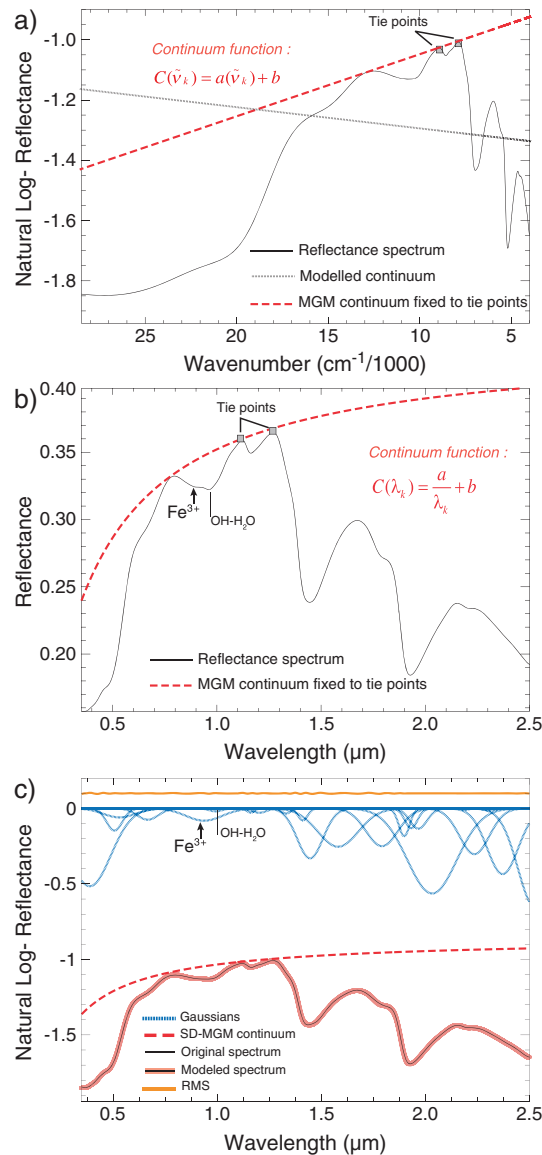 a)
Tie points
Continuum function :
C(ṽₖ) = a(ṽₖ) + b
Natural Log- Reflectance
-1.0
-1.2
-1.4
-1.6
-1.8
Reflectance spectrum
Modelled continuum
MGM continuum fixed to tie points
25 20 15 10 5
Wavenumber (cm⁻¹/1000)
b)
Tie points
Continuum function :
C(λₖ) = a/λₖ + b
Reflectance
0.40
0.35
0.30
0.25
0.20
Fe³⁺
OH-H₂O
Reflectance spectrum
MGM continuum fixed to tie points
0.5 1.0 1.5 2.0 2.5
Wavelength (µm)
c)
Natural Log- Reflectance
0
-0.5
-1
-1.5
Fe³⁺
OH-H₂O
Gaussians
SD-MGM continuum
Original spectrum
Modeled spectrum
RMS
0.5 1.0 1.5 2.0 2.5
Wavelength (µm)